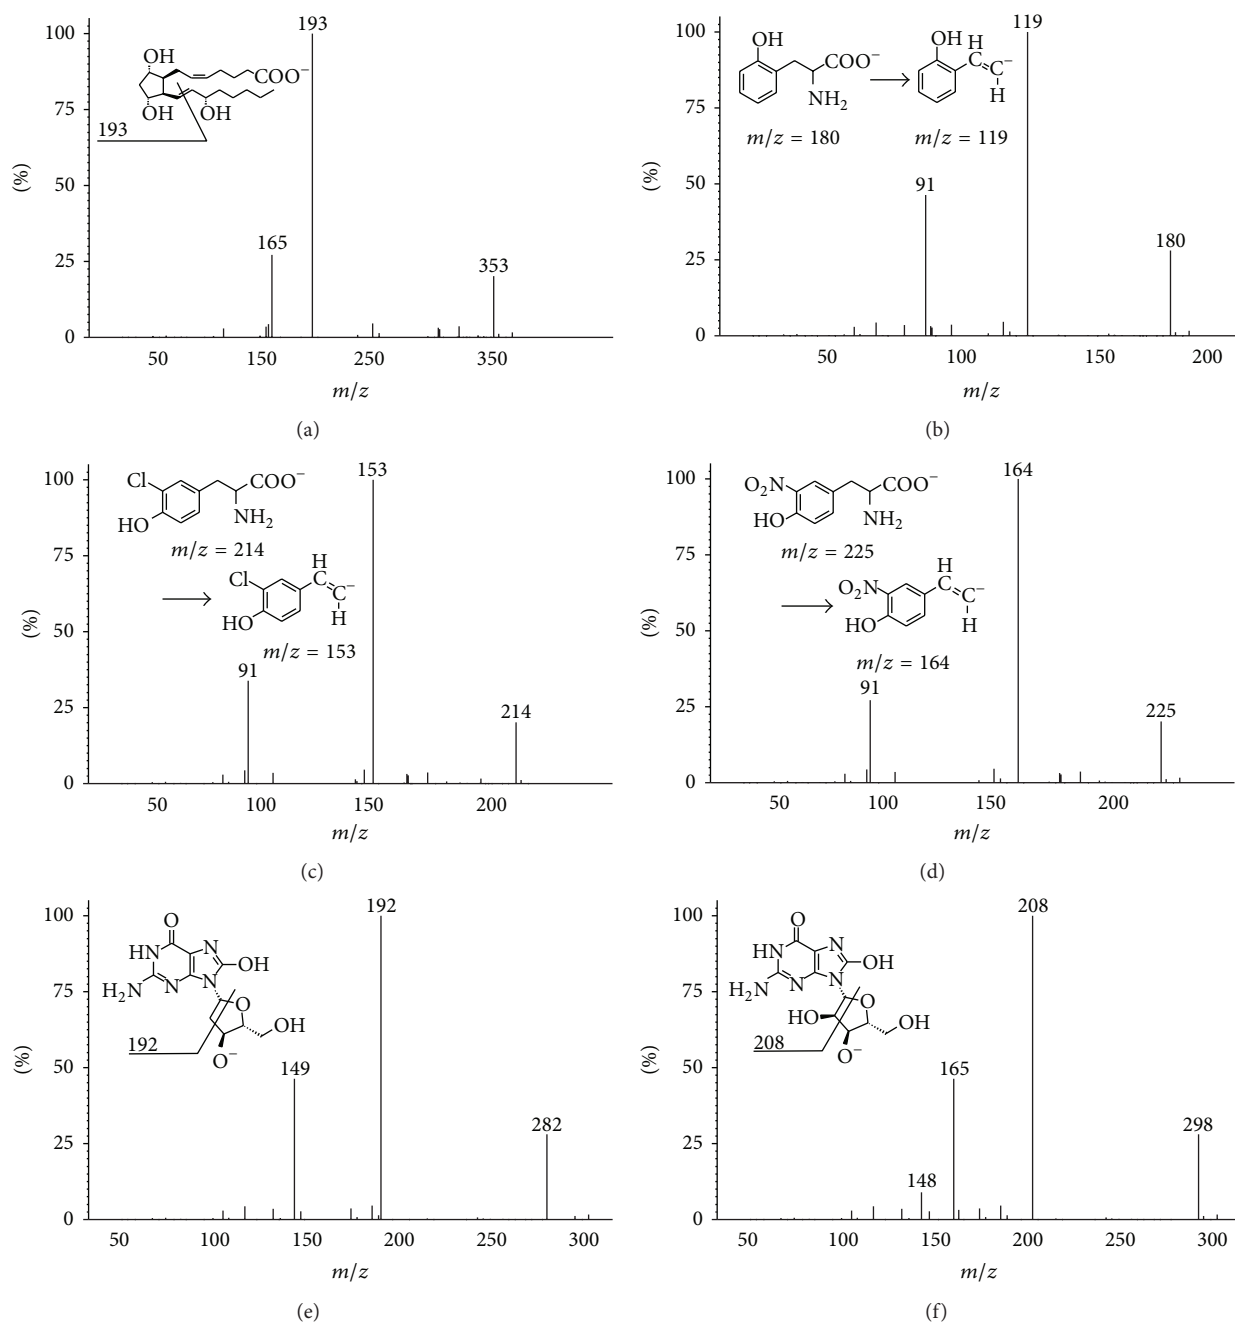 100
75
50
25
0
(%)
193
165
353
OH
COO−
OH
OH
193
50 150 250 350
m/z
(a)
100
75
50
25
0
(%)
119
91
180
OH
COO−
NH2
m/z = 180
OH
H
C−
H
m/z = 119
50 100 150 200
m/z
(b)
100
75
50
25
0
(%)
153
91
214
Cl
COO−
HO
NH2
m/z = 214
H
Cl
C−
H
HO
m/z = 153
50 100 150 200
m/z
(c)
100
75
50
25
0
(%)
164
91
225
O2N
COO−
HO
NH2
m/z = 225
H
O2N
C−
H
HO
m/z = 164
50 100 150 200
m/z
(d)
100
75
50
25
0
(%)
192
149
282
O
HN
N
OH
H2N
N
N
O
OH
O−
192
50 100 150 200 250 300
m/z
(e)
100
75
50
25
0
(%)
208
165
148
298
O
HN
N
OH
H2N
N
N
O
HO
OH
O−
208
50 100 150 200 250 300
m/z
(f)